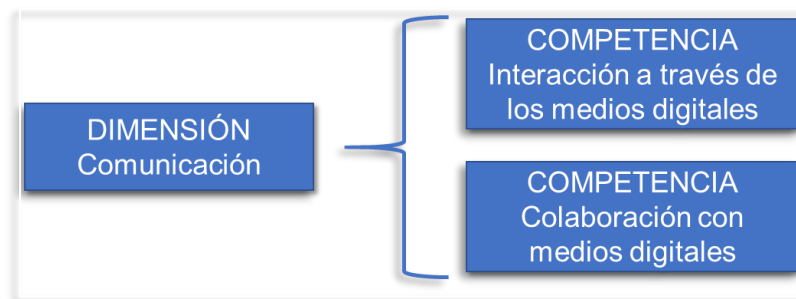 DIMENSIÓN
Comunicación
COMPETENCIA
Interacción a través de
los medios digitales
COMPETENCIA
Colaboración con
medios digitales